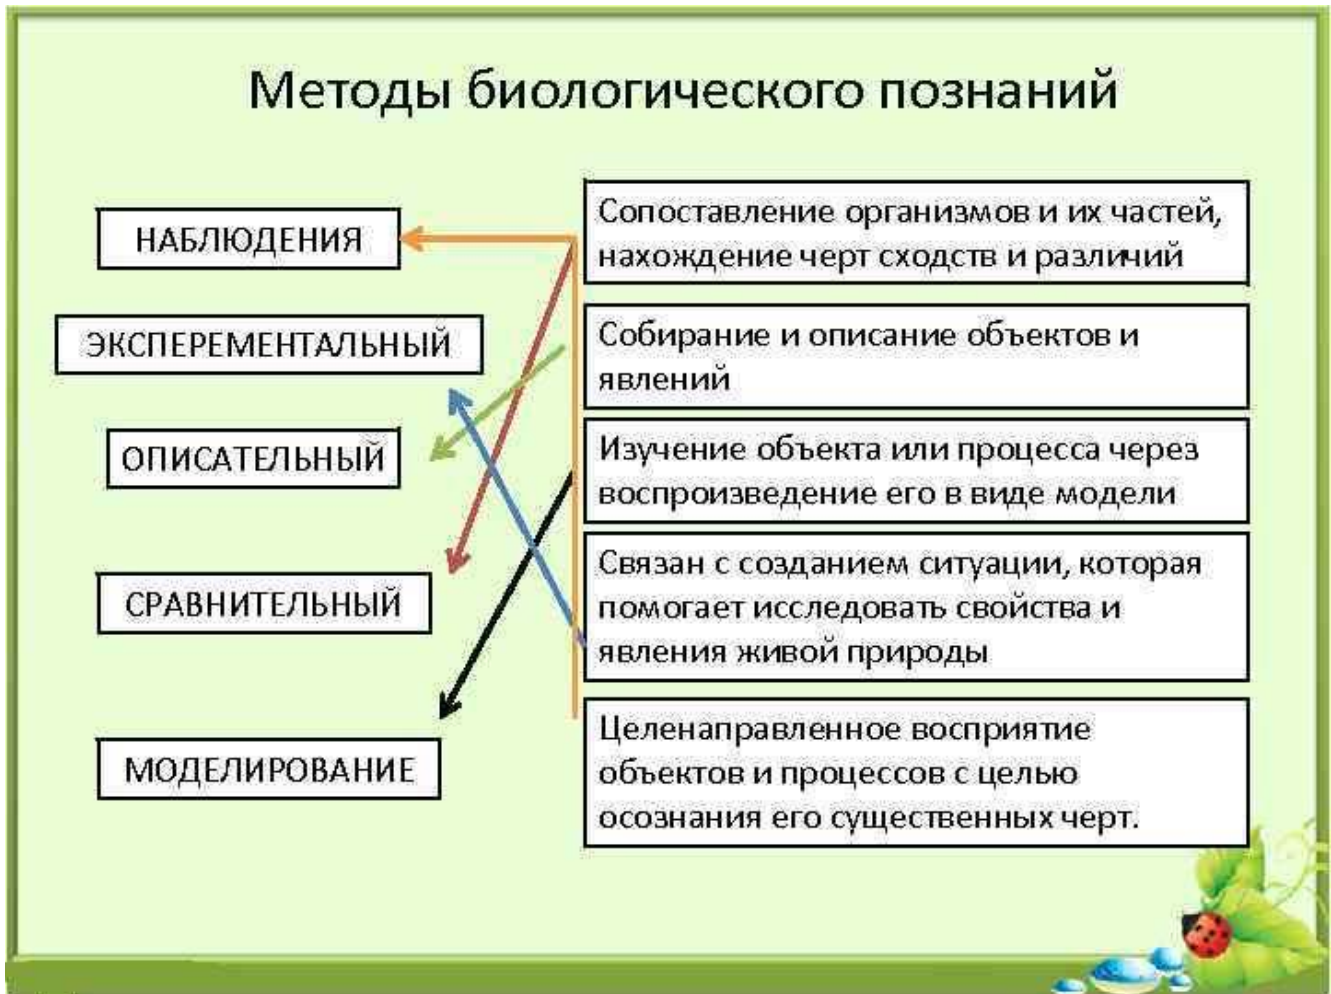 Методы биологического познаний
НАБЛЮДЕНИЯ
ЭКСПЕРЕМЕНТАЛЬНЫЙ
ОПИСАТЕЛЬНЫЙ
СРАВНИТЕЛЬНЫЙ
МОДЕЛИРОВАНИЕ
Сопоставление организмов и их частей,
нахождение черт сходств и различий
Собирание и описание объектов и
явлений
Изучение объекта или процесса через
воспроизведение его в виде модели
Связан с созданием ситуации, которая
помогает исследовать свойства и
явления живой природы
Целенаправленное восприятие
объектов и процессов с целью
осознания его существенных черт.